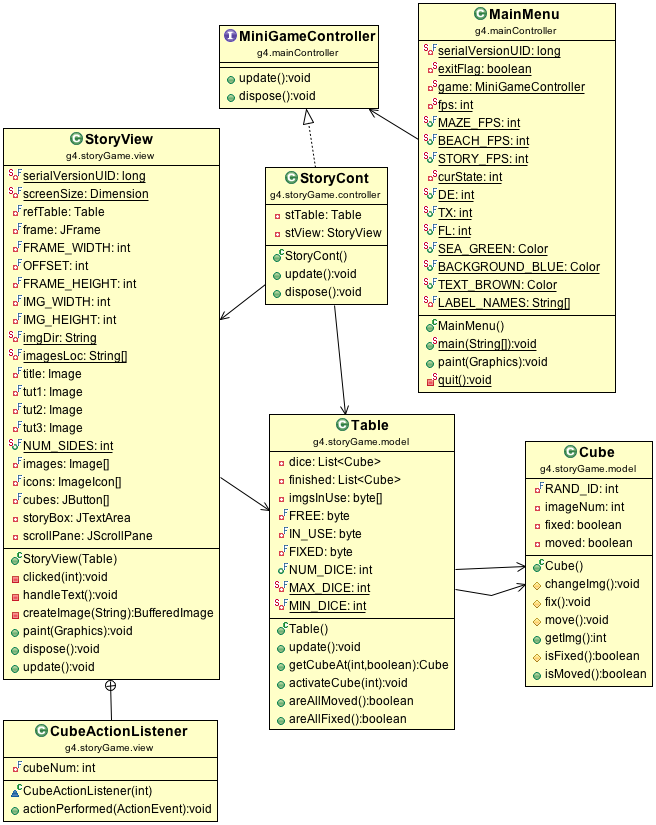 MiniGameController
g4.mainController
update():void
dispose():void
MainMenu
g4.mainController
serialVersionUID: long
exitFlag: boolean
game: MiniGameController
fps: int
MAZE_FPS: int
BEACH_FPS: int
STORY_FPS: int
curState: int
DE: int
TX: int
FL: int
SEA_GREEN: Color
BACKGROUND_BLUE: Color
TEXT_BROWN: Color
LABEL_NAMES: String[]
MainMenu()
main(String[]):void
paint(Graphics):void
quit():void
StoryView
g4.storyGame.view
serialVersionUID: long
screenSize: Dimension
refTable: Table
frame: JFrame
FRAME_WIDTH: int
OFFSET: int
FRAME_HEIGHT: int
IMG_WIDTH: int
IMG_HEIGHT: int
imgDir: String
imagesLoc: String[]
title: Image
tut1: Image
tut2: Image
tut3: Image
NUM_SIDES: int
images: Image[]
icons: ImageIcon[]
cubes: JButton[]
storyBox: JTextArea
scrollPane: JScrollPane
StoryView(Table)
clicked(int):void
handleText():void
createImage(String):BufferedImage
paint(Graphics):void
dispose():void
update():void
StoryCont
g4.storyGame.controller
stTable: Table
stView: StoryView
StoryCont()
update():void
dispose():void
Table
g4.storyGame.model
dice: List<Cube>
finished: List<Cube>
imgsInUse: byte[]
FREE: byte
IN_USE: byte
FIXED: byte
NUM_DICE: int
MAX_DICE: int
MIN_DICE: int
Table()
update():void
getCubeAt(int,boolean):Cube
activateCube(int):void
areAllMoved():boolean
areAllFixed():boolean
Cube
g4.storyGame.model
RAND_ID: int
imageNum: int
fixed: boolean
moved: boolean
Cube()
changeImg():void
fix():void
move():void
getImg():int
isFixed():boolean
isMoved():boolean
CubeActionListener
g4.storyGame.view
cubeNum: int
CubeActionListener(int)
actionPerformed(ActionEvent):void